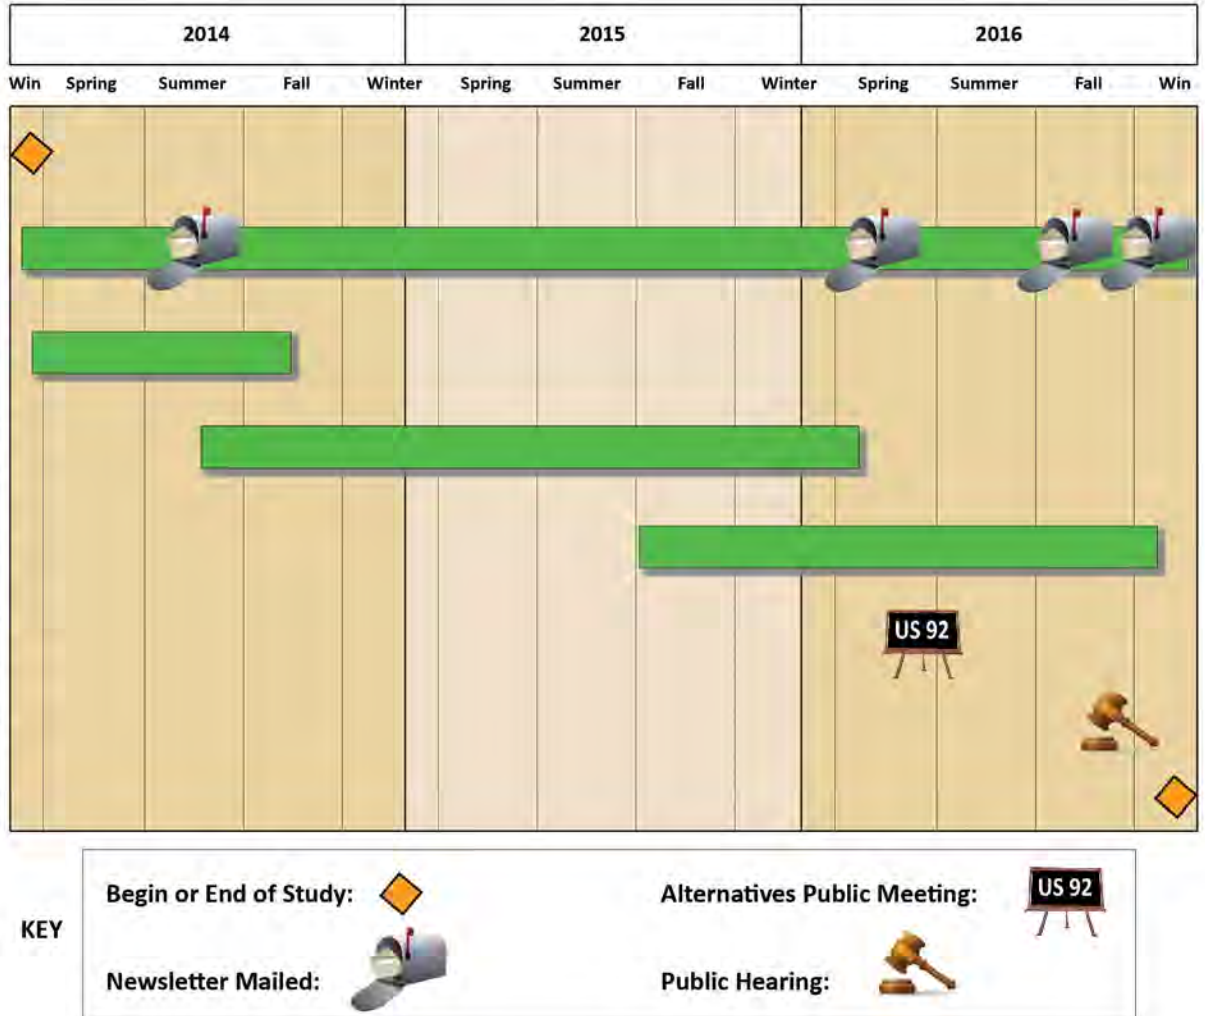 2014 2015 2016
Win Spring Summer Fall Winter Spring Summer Fall Winter Spring Summer Fall Win
US 92
KEY
Begin or End of Study:
Alternatives Public Meeting:
US 92
Newsletter Mailed:
Public Hearing: